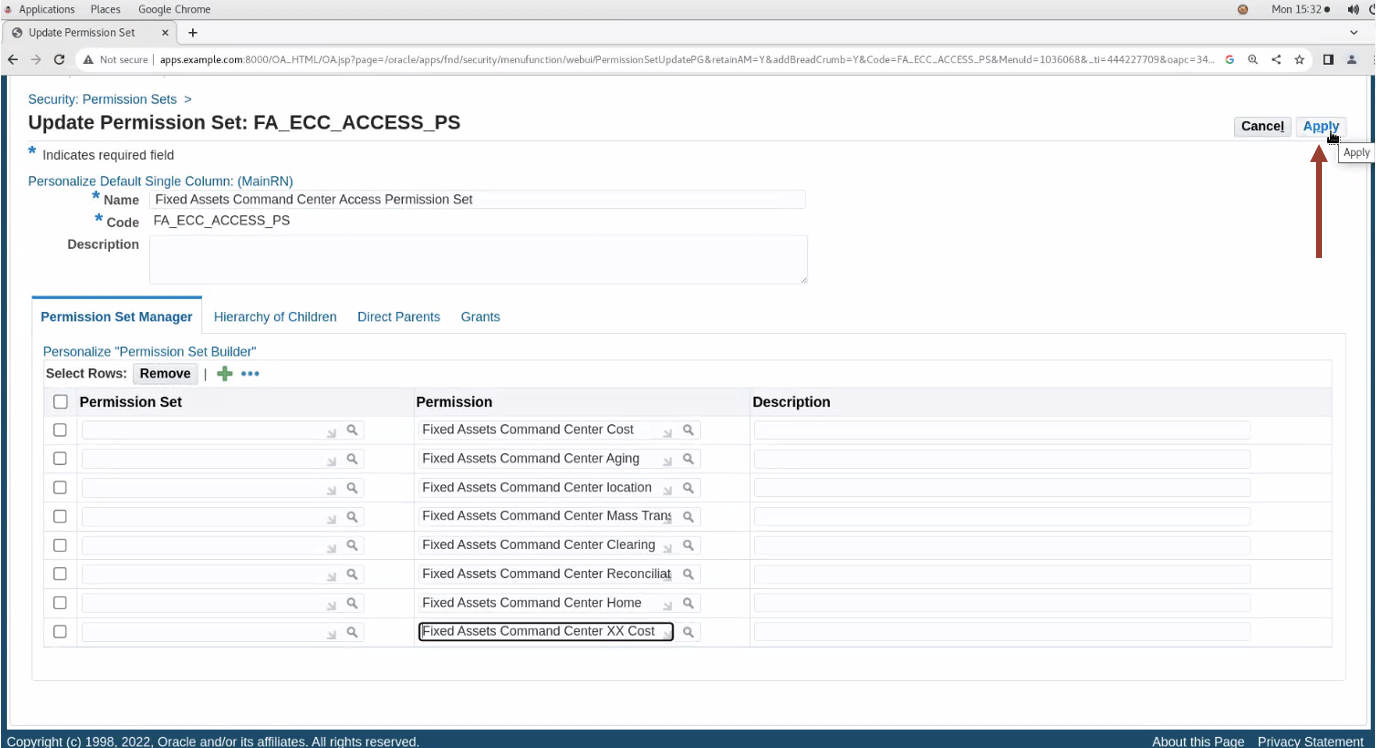 Applications Places Google Chrome Mon 15:32
Update Permission Set
Not secure apps.example.com:8000/OA_HTML/OA.jsp?page=/oracle/apps/fnd/security/menufunction/webui/PermissionSetUpdatePG&retainAM=Y&addBreadCrumb=Y&Code=FA_ECC_ACCESS_PS&MenuId=1036068&_ti=444227709&oapc=34...
Security: Permission Sets >
Update Permission Set: FA_ECC_ACCESS_PS
Cancel Apply
* Indicates required field
Apply
Personalize Default Single Column: (MainRN)
* Name Fixed Assets Command Center Access Permission Set
* Code FA_ECC_ACCESS_PS
Description
Permission Set Manager Hierarchy of Children Direct Parents Grants
Personalize "Permission Set Builder"
Select Rows: Remove | 
Permission Set Permission Description
Fixed Assets Command Center Cost
Fixed Assets Command Center Aging
Fixed Assets Command Center location
Fixed Assets Command Center Mass Trans
Fixed Assets Command Center Clearing
Fixed Assets Command Center Reconciliat
Fixed Assets Command Center Home
Fixed Assets Command Center XX Cost
Copyright (c) 1998, 2022, Oracle and/or its affiliates. All rights reserved. About this Page Privacy Statement